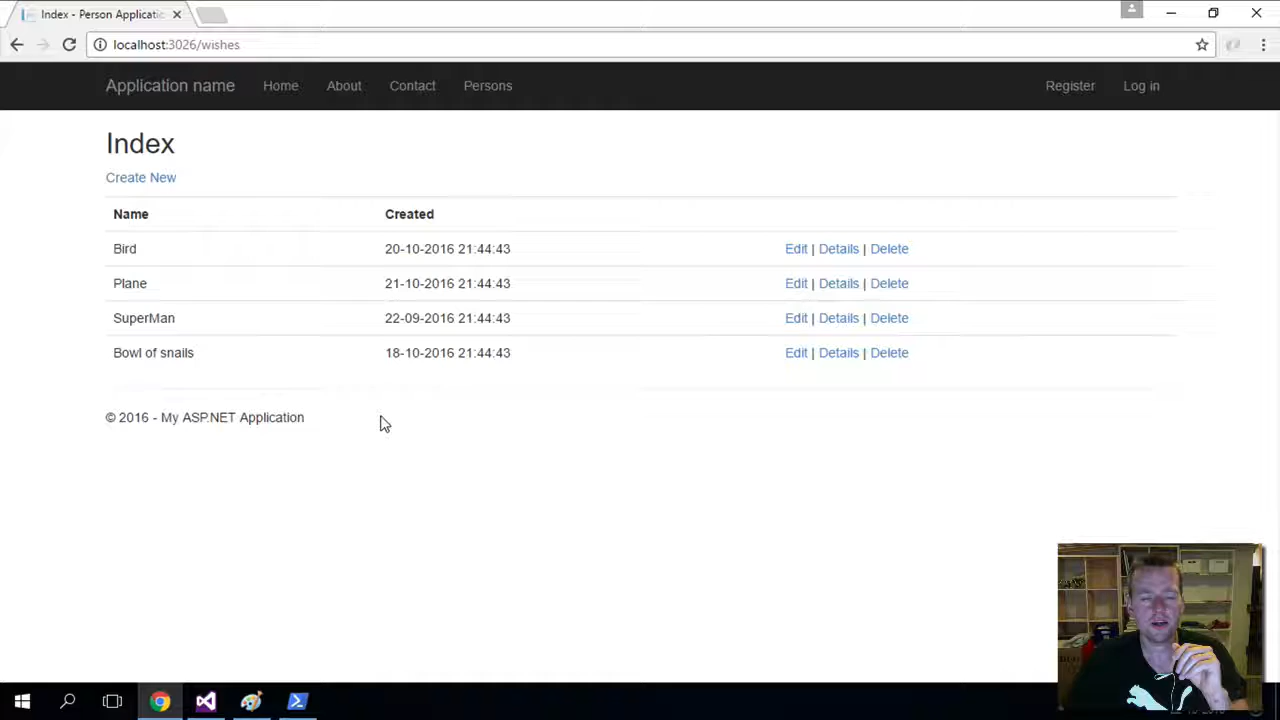 Index - Person Applicatic
localhost:3026/wishes
Application name Home About Contact Persons Register Log in
Index
Create New
Name Created
Bird 20-10-2016 21:44:43 Edit | Details | Delete
Plane 21-10-2016 21:44:43 Edit | Details | Delete
SuperMan 22-09-2016 21:44:43 Edit | Details | Delete
Bowl of snails 18-10-2016 21:44:43 Edit | Details | Delete
© 2016 - My ASP.NET Application